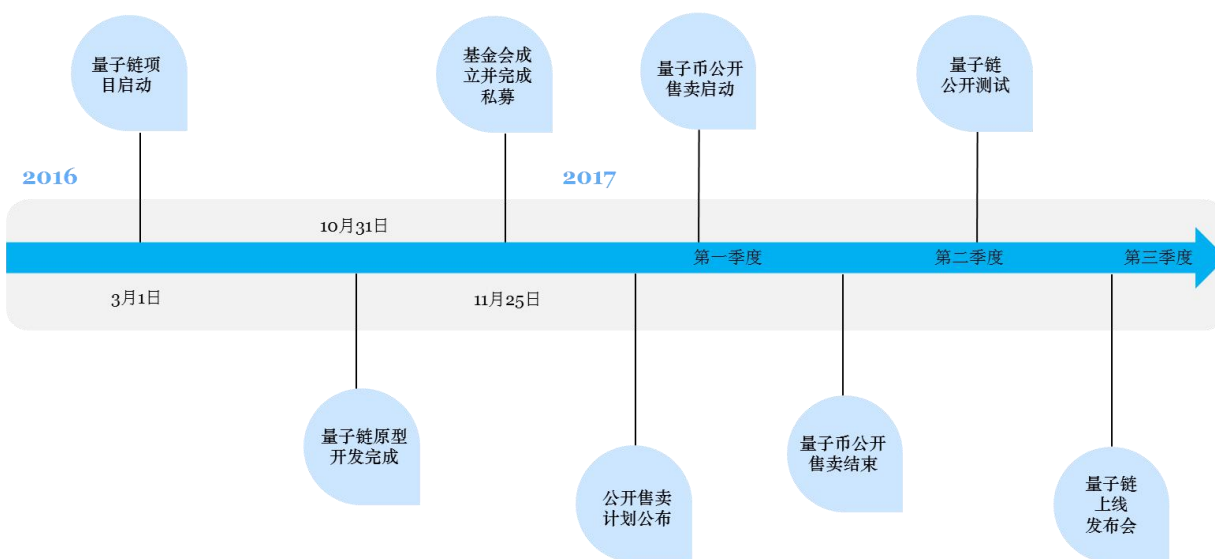 量子链项
目启动
基金会成
立并完成
私募
量子币公开
售卖启动
量子链
公开测试
2016
2017
10月31日
第一季度
第二季度
第三季度
3月1日
11月25日
量子链原型
开发完成
公开售卖
计划公布
量子币公开
售卖结束
量子链
上线
发布会